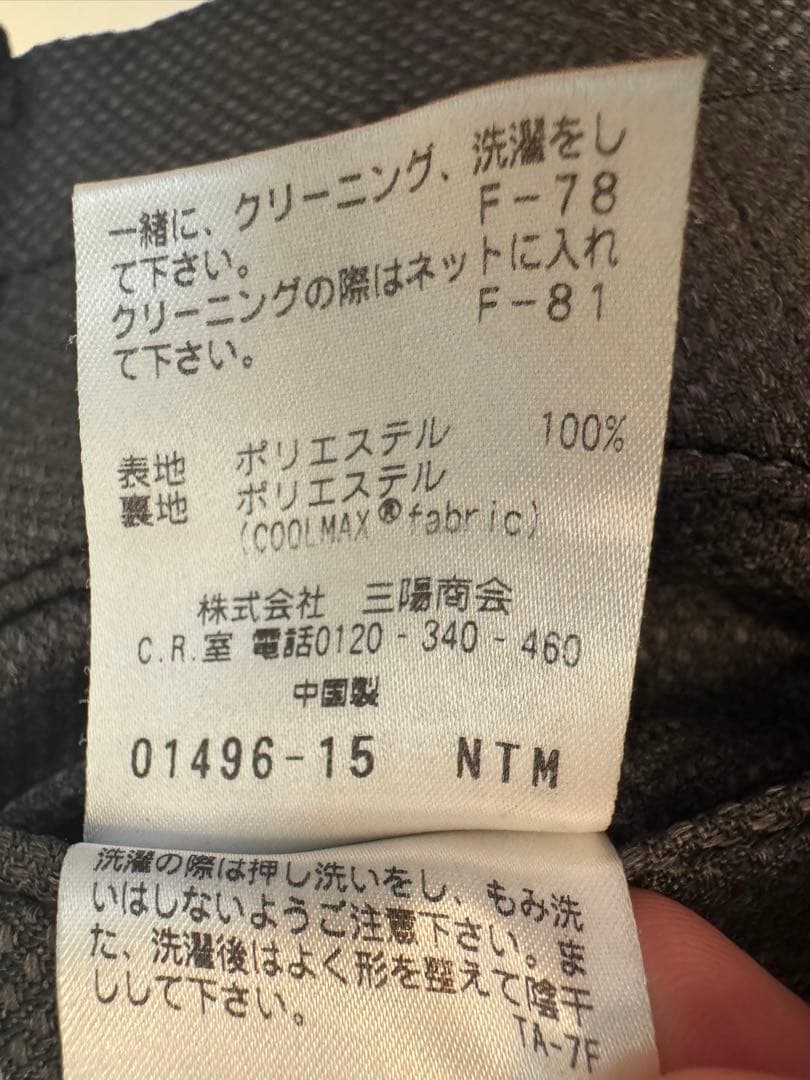 一緒に、クリーニング、洗濯をし
て下さい。 F-78
クリーニングの際はネットに入れ
て下さい。 F-81
表地 ポリエステル 100%
裏地 ポリエステル
(COOLMAX®fabric)
株式会社 三陽商会
C.R.室 電話0120-340-460
中国製
01496-15 NTM
洗濯の際は押し洗いをし、もみ洗
いはしないようご注意下さい。ま
た、洗濯後はよく形を整えて陰干
しして下さい。 TA-7F